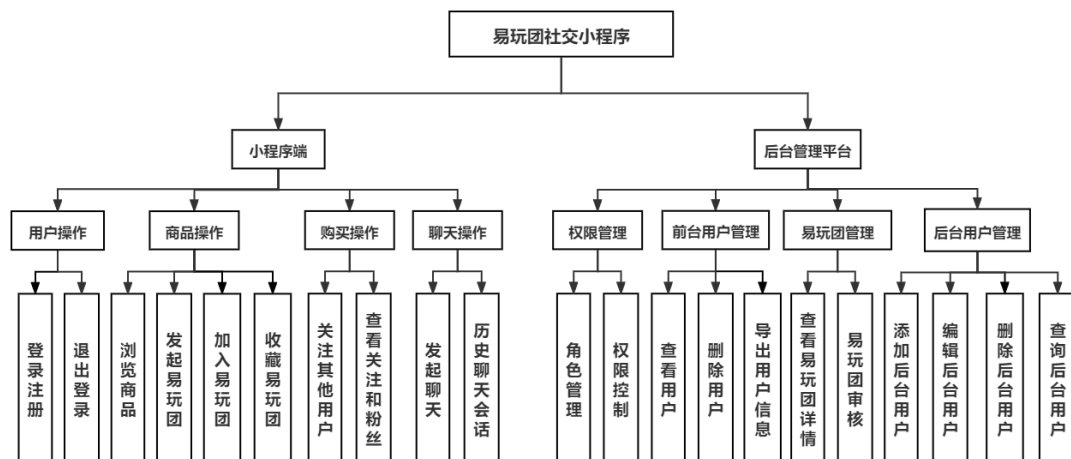 易玩团社交小程序
小程序端
后台管理平台
用户操作
商品操作
购买操作
聊天操作
权限管理
前台用户管理
易玩团管理
后台用户管理
登录注册
退出登录
浏览商品
发起易玩团
加入易玩团
收藏易玩团
关注其他用户
查看关注和粉丝
发起聊天
历史聊天会话
角色管理
权限控制
查看用户
删除用户
导出用户信息
查看易玩团详情
易玩团审核
添加后台用户
编辑后台用户
删除后台用户
查询后台用户